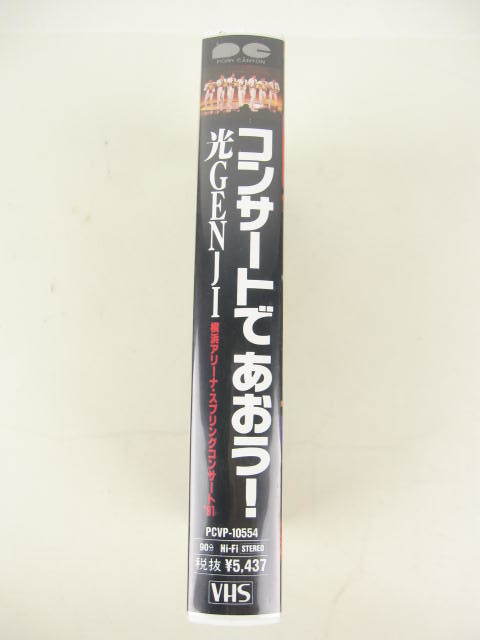 PONY CANYON
コンサートで あおう!
光GENJI
横浜アリーナ・スプリングコンサート'91
PCVP-10554
90分 Hi-Fi STEREO
税抜 ¥5,437
VHS